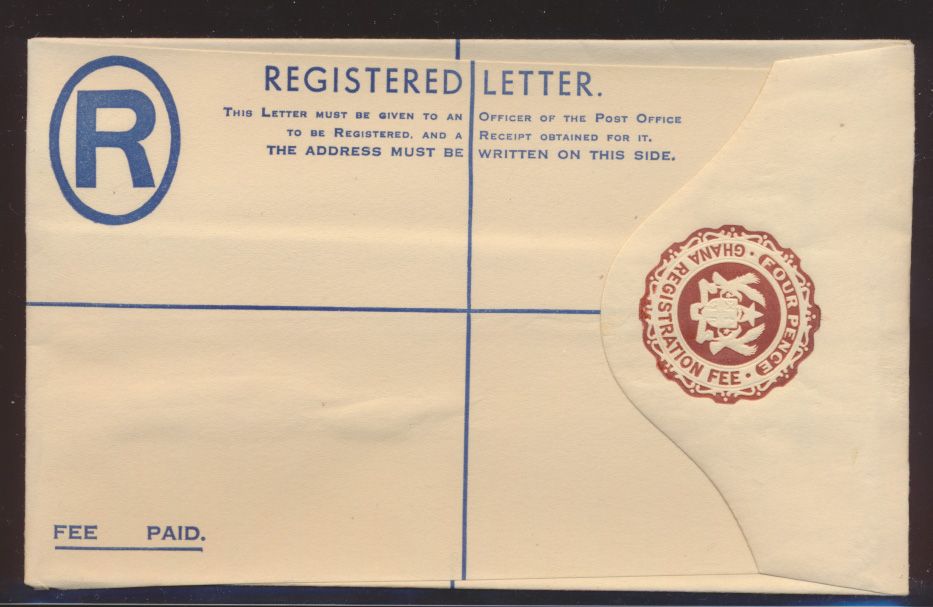 R
REGISTERED LETTER.
THIS LETTER MUST BE GIVEN TO AN OFFICER OF THE POST OFFICE
TO BE REGISTERED, AND A RECEIPT OBTAINED FOR IT.
THE ADDRESS MUST BE WRITTEN ON THIS SIDE.
GHANA REGISTRATION FEE · FOUR PENCE ·
FEE PAID.